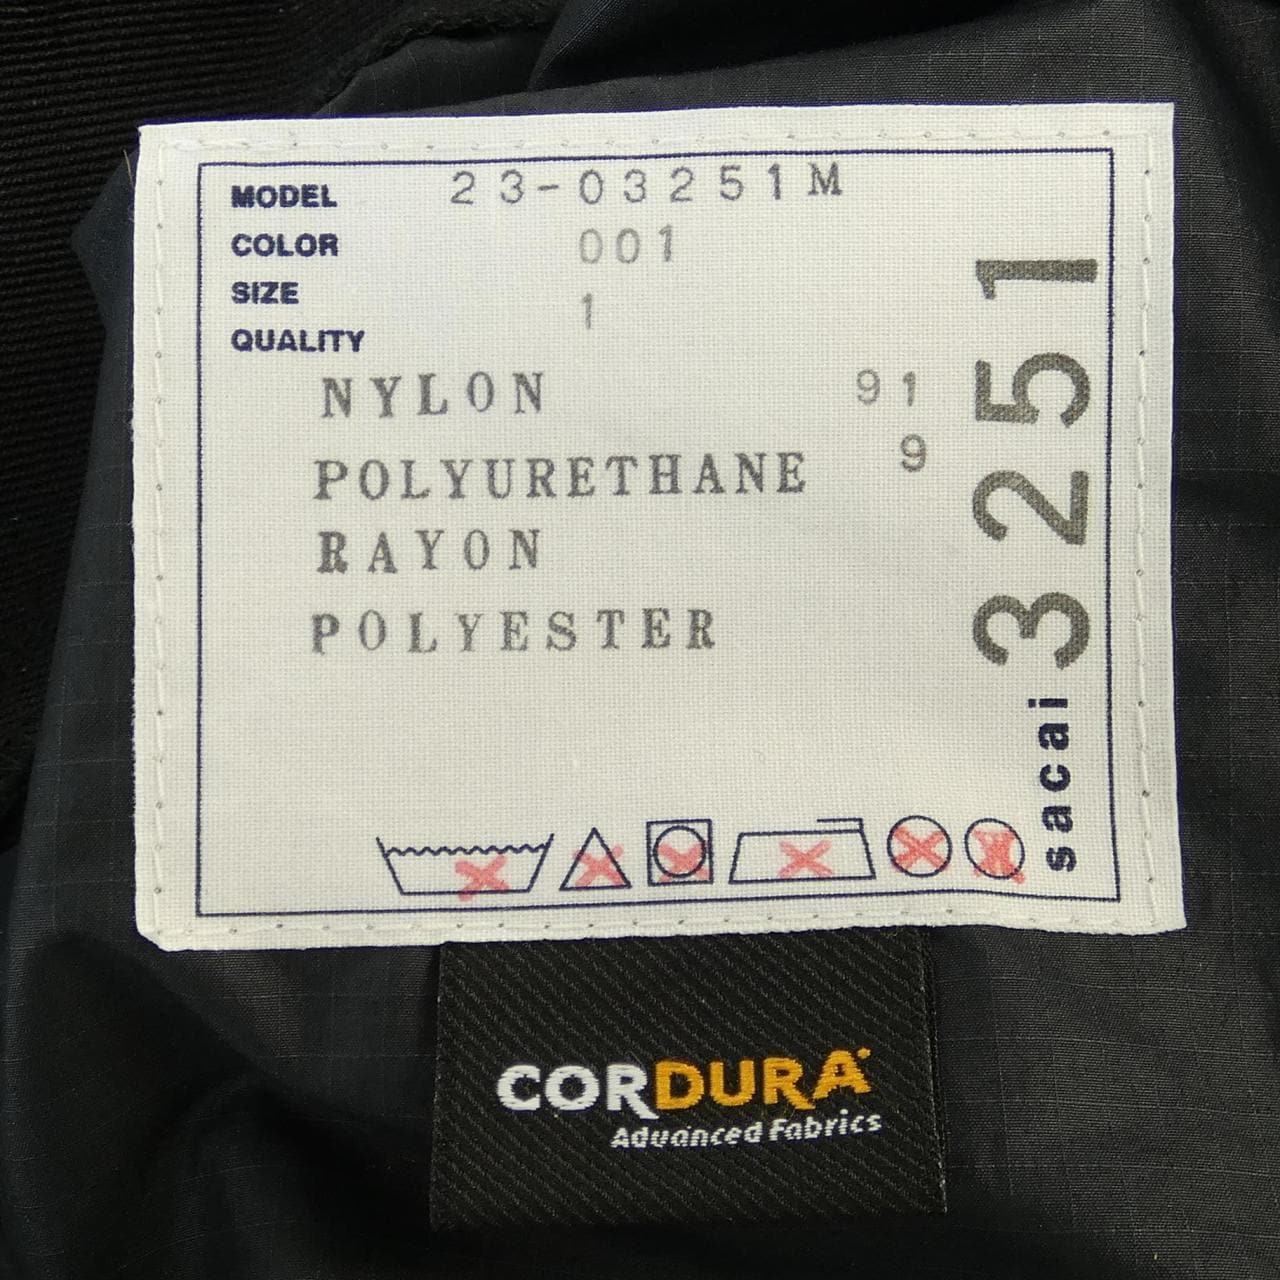 MODEL 23-03251M
COLOR 001
SIZE 1
QUALITY
NYLON 91
POLYURETHANE 9
RAYON
POLYESTER
sacai 3251
CORDURA
Advanced Fabrics